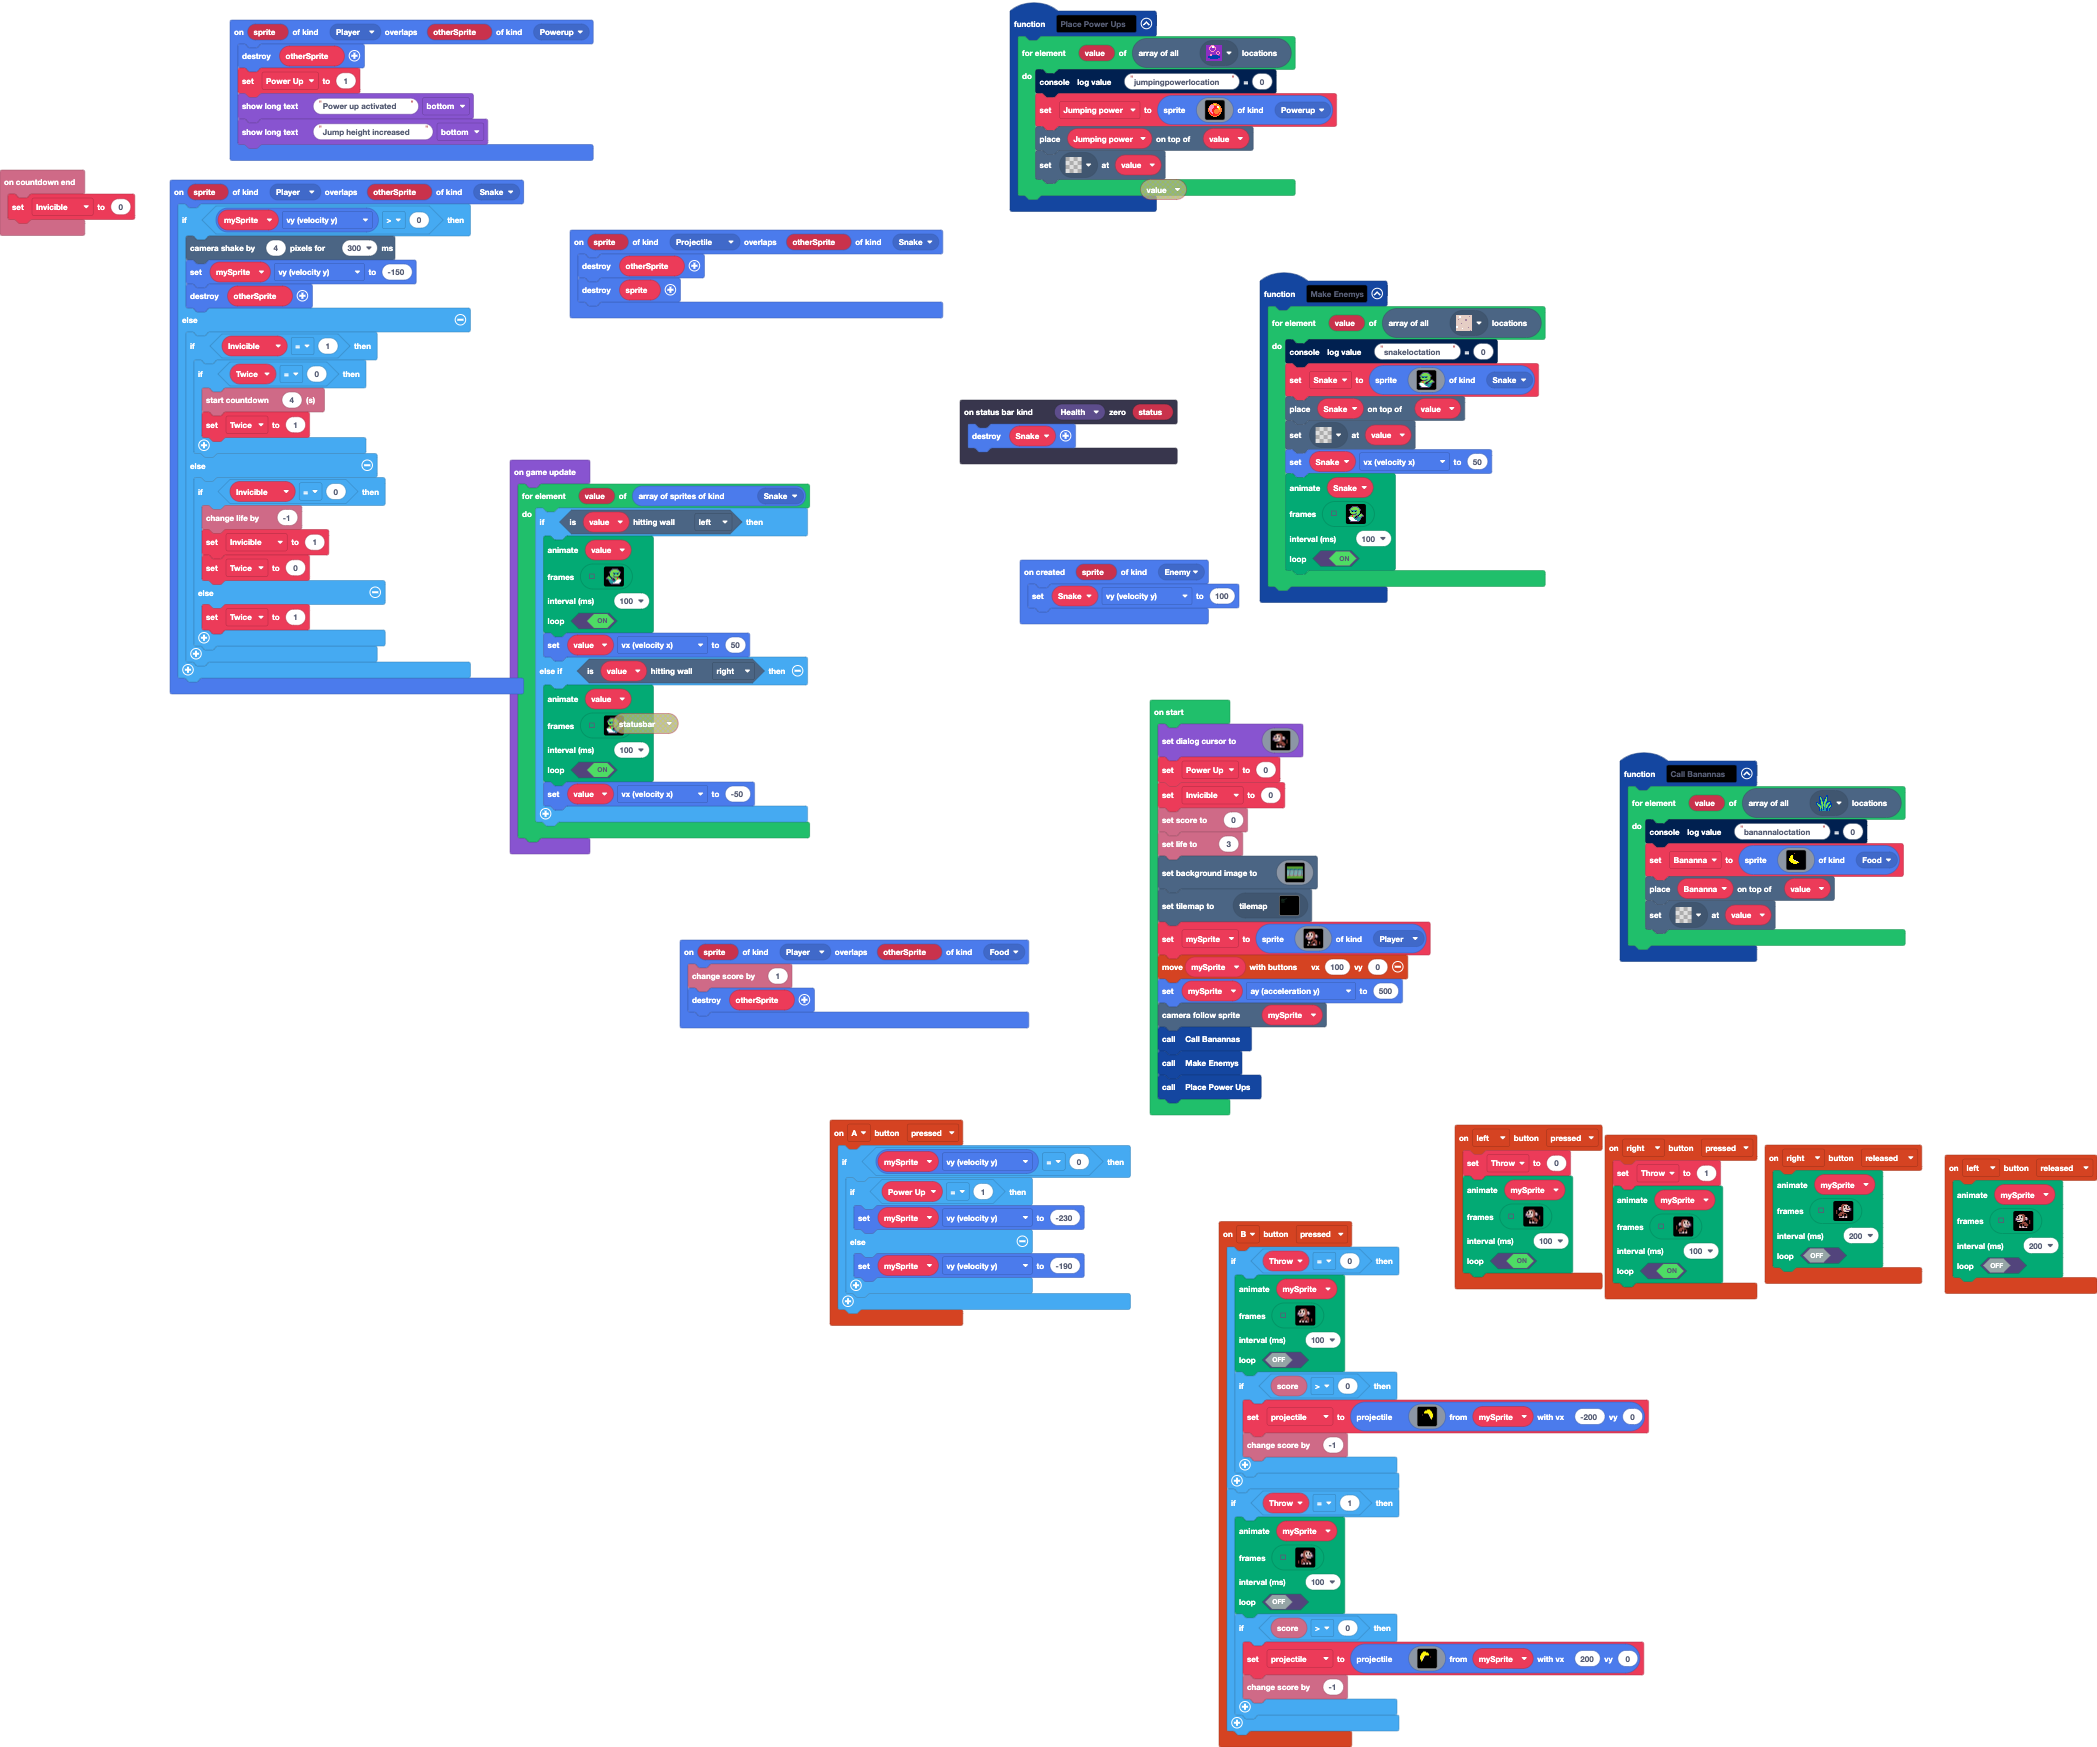 on sprite of kind Player overlaps otherSprite of kind Powerup
destroy otherSprite
set Power Up to 1
show long text "Power up activated" bottom
show long text "Jump height increased" bottom
on countdown end
set Invicible to 0
on sprite of kind Player overlaps otherSprite of kind Snake
if mySprite vy (velocity y) > 0 then
camera shake by 4 pixels for 300 ms
set mySprite vy (velocity y) to -150
destroy otherSprite
else
if Invicible = 1 then
if Twice = 0 then
start countdown 4 (s)
set Twice to 1
else
if Invicible = 0 then
change life by -1
set Invicible to 1
set Twice to 0
else
set Twice to 1
on sprite of kind Projectile overlaps otherSprite of kind Snake
destroy otherSprite
destroy sprite
on game update
for element value of array of sprites of kind Snake
do
if is value hitting wall left then
animate value
frames
interval (ms) 100
loop ON
set value vx (velocity x) to 50
else if is value hitting wall right then
animate value
frames
statusbar
interval (ms) 100
loop ON
set value vx (velocity x) to -50
function Place Power Ups
for element value of array of all locations
do
console log value "jumpingpowerlocation" = 0
set Jumping power to sprite of kind Powerup
place Jumping power on top of value
set at value
value
function Make Enemys
for element value of array of all locations
do
console log value "snakeloctation" = 0
set Snake to sprite of kind Snake
place Snake on top of value
set at value
set Snake vx (velocity x) to 50
animate Snake
frames
interval (ms) 100
loop ON
on status bar kind Health zero status
destroy Snake
on created sprite of kind Enemy
set Snake vy (velocity y) to 100
on start
set dialog cursor to
set Power Up to 0
set Invicible to 0
set score to 0
set life to 3
set background image to
set tilemap to tilemap
set mySprite to sprite of kind Player
move mySprite with buttons vx 100 vy 0
set mySprite ay (acceleration y) to 500
camera follow sprite mySprite
call Call Banannas
call Make Enemys
call Place Power Ups
function Call Banannas
for element value of array of all locations
do
console log value "banannaloctation" = 0
set Bananna to sprite of kind Food
place Bananna on top of value
set at value
on sprite of kind Player overlaps otherSprite of kind Food
change score by 1
destroy otherSprite
on A button pressed
if mySprite vy (velocity y) = 0 then
if Power Up = 1 then
set mySprite vy (velocity y) to -230
else
set mySprite vy (velocity y) to -190
on B button pressed
if Throw = 0 then
animate mySprite
frames
interval (ms) 100
loop OFF
if score > 0 then
set projectile to projectile from mySprite with vx -200 vy 0
change score by -1
if Throw = 1 then
animate mySprite
frames
interval (ms) 100
loop OFF
if score > 0 then
set projectile to projectile from mySprite with vx 200 vy 0
change score by -1
on left button pressed
set Throw to 0
animate mySprite
frames
interval (ms) 100
loop ON
on right button pressed
set Throw to 1
animate mySprite
frames
interval (ms) 100
loop ON
on right button released
animate mySprite
frames
interval (ms) 200
loop OFF
on left button released
animate mySprite
frames
interval (ms) 200
loop OFF